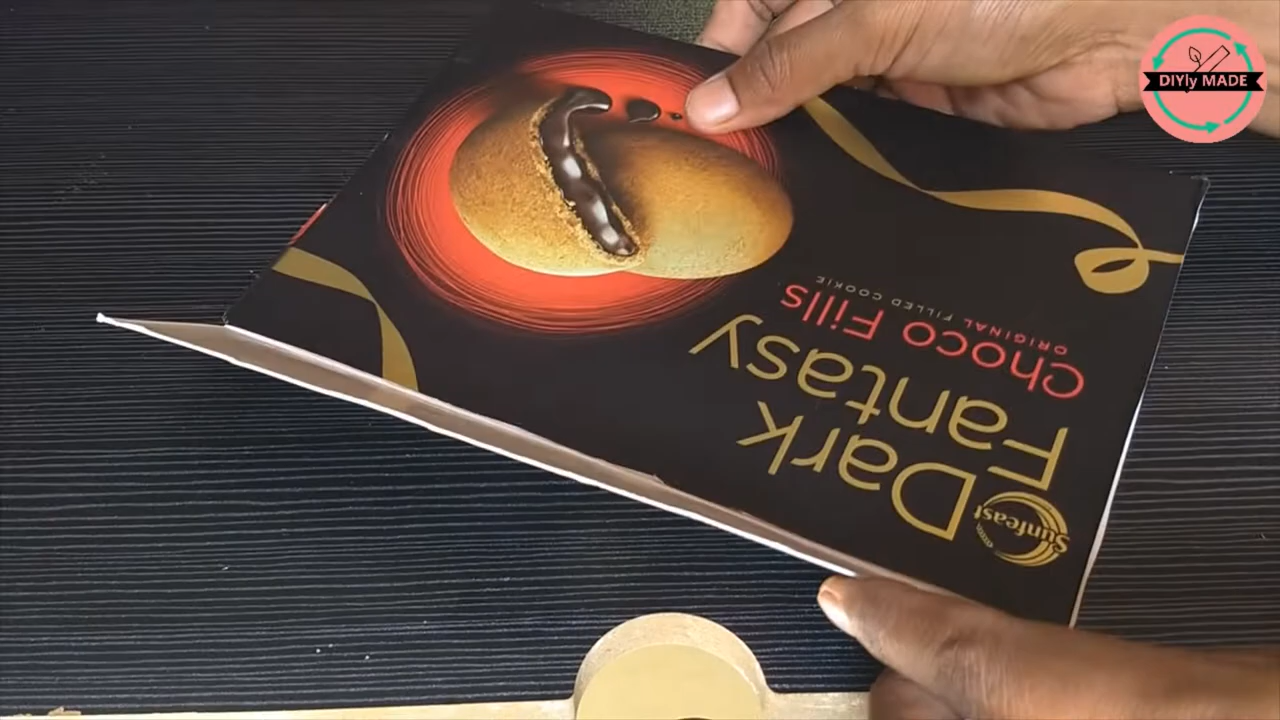 DIYly MADE
Sunfeast
Dark
Fantasy
Choco Fills
ORIGINAL FILLED COOKIE